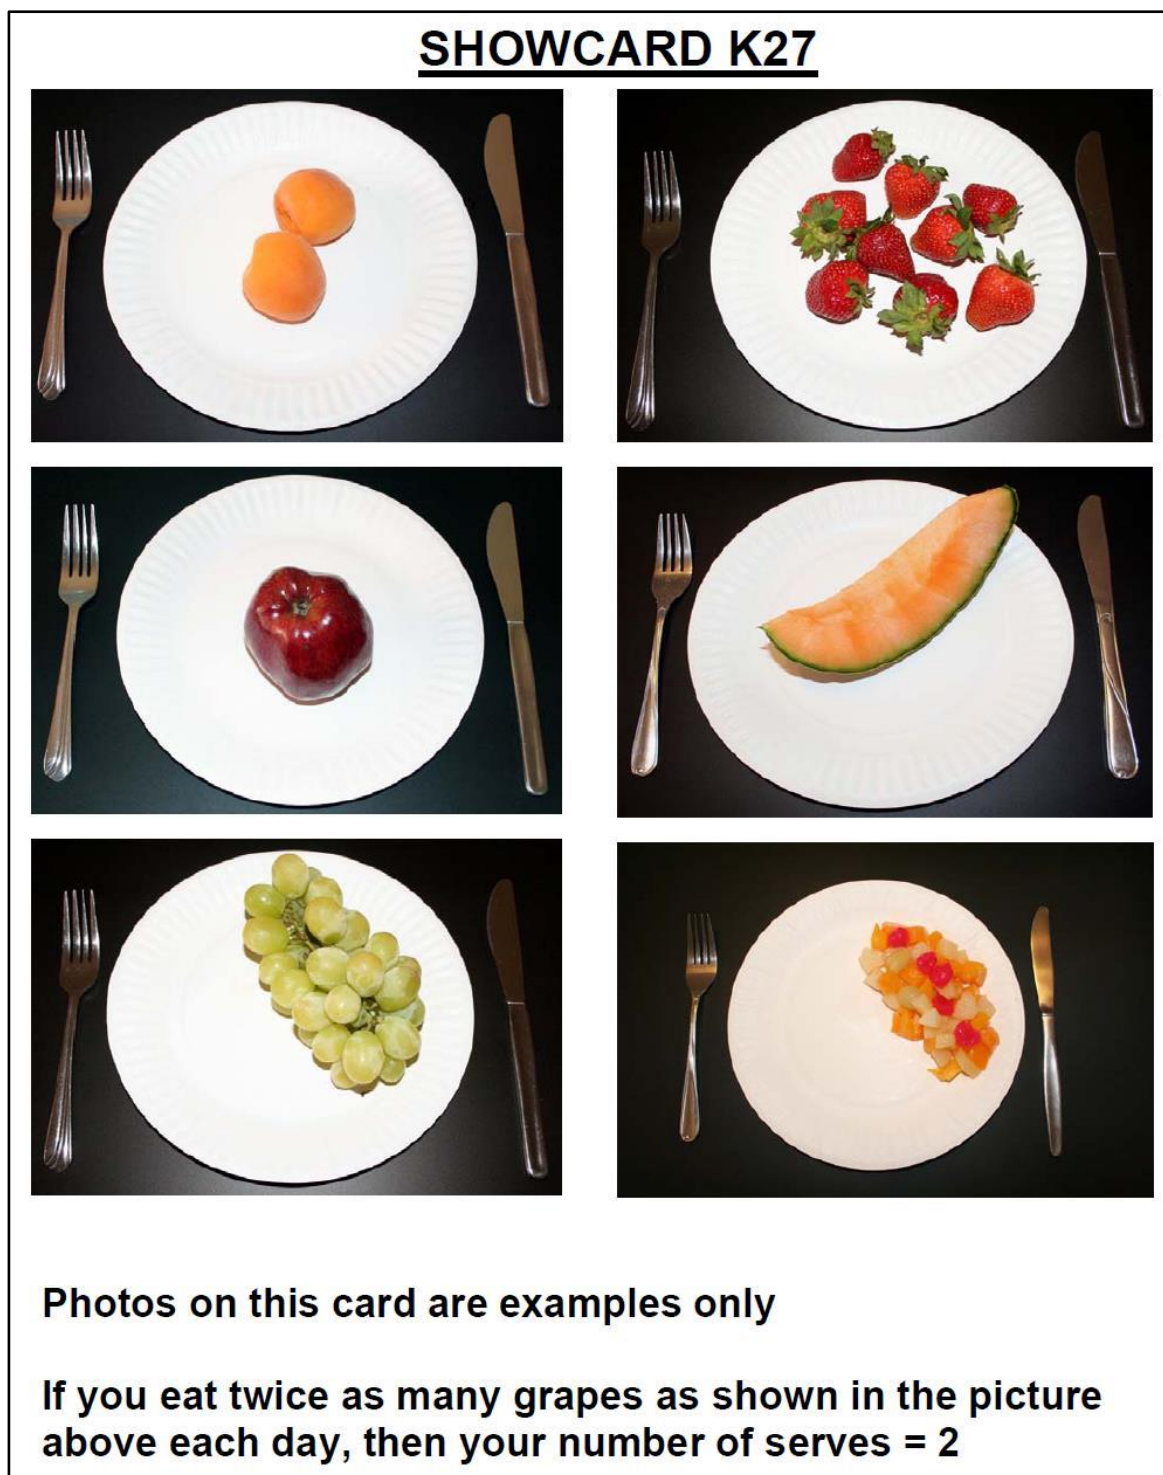 SHOWCARD K27
Photos on this card are examples only
If you eat twice as many grapes as shown in the picture
above each day, then your number of serves = 2